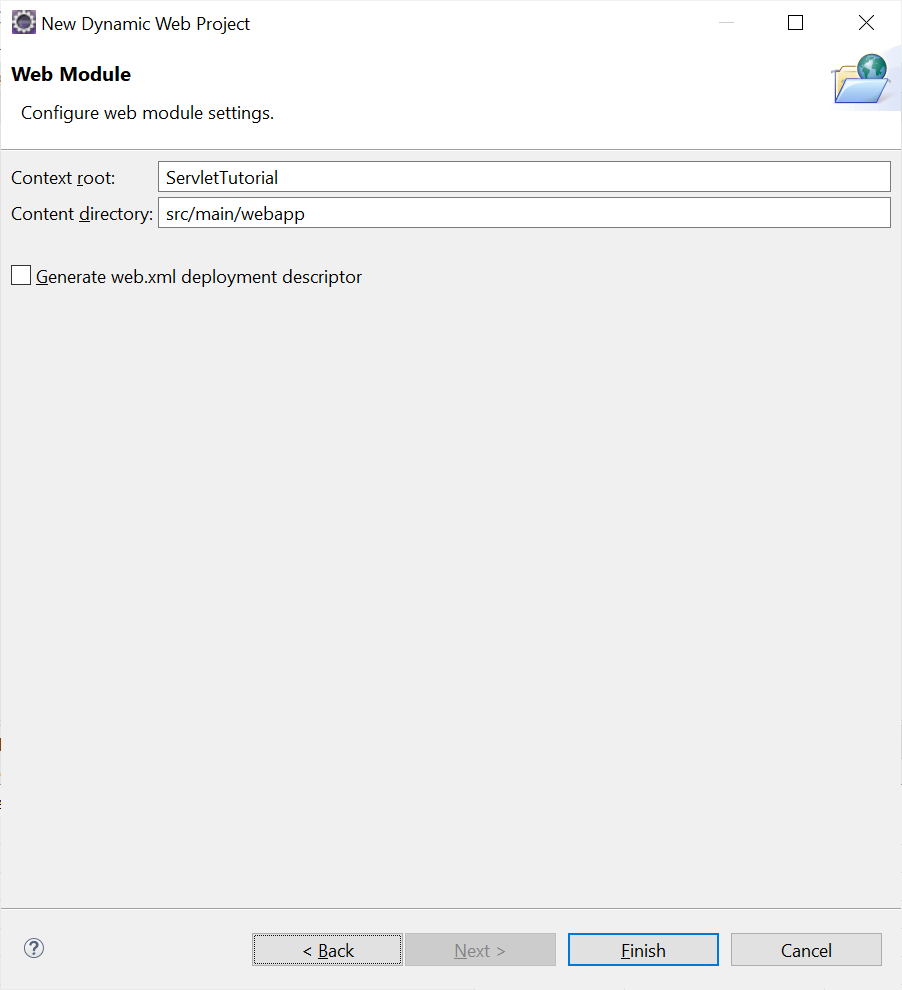 New Dynamic Web Project
Web Module
Configure web module settings.
Context root: ServletTutorial
Content directory: src/main/webapp
Generate web.xml deployment descriptor
? < Back Next > Finish Cancel